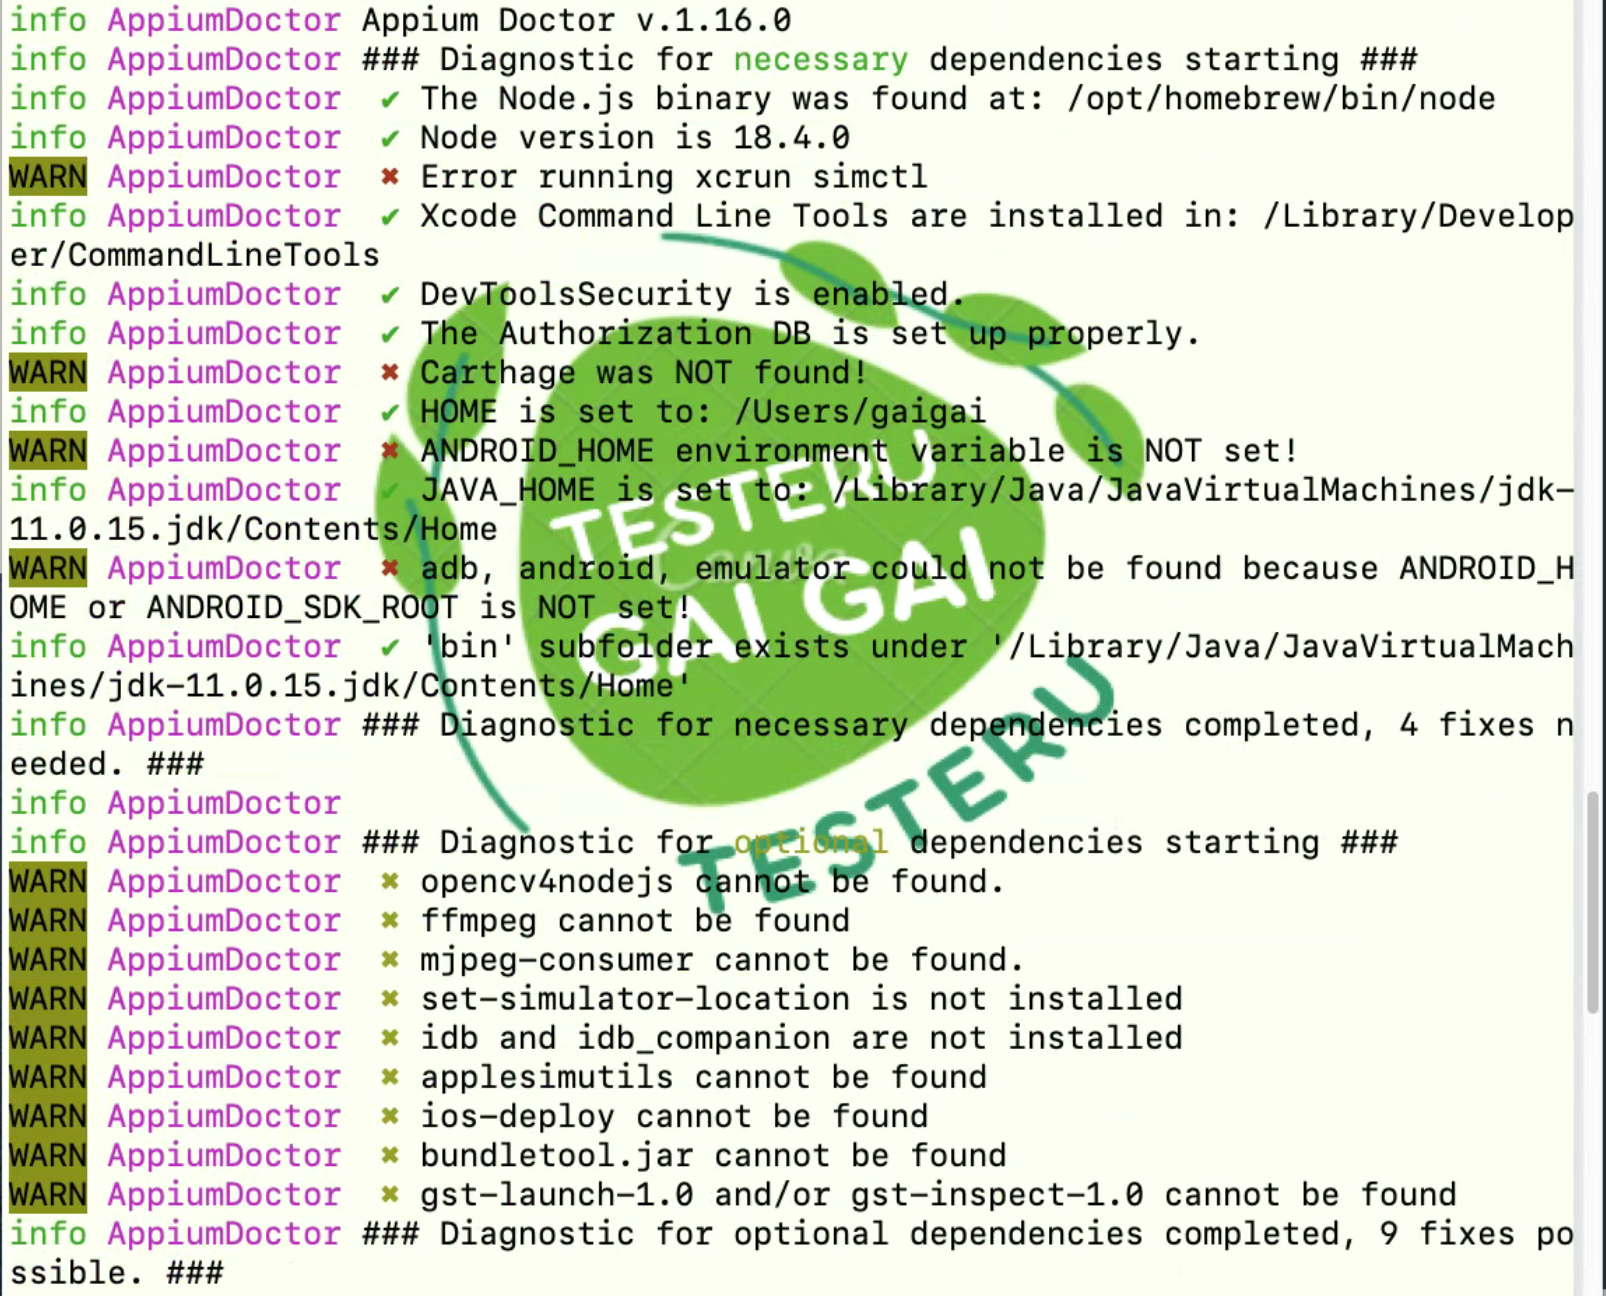 info AppiumDoctor Appium Doctor v.1.16.0
info AppiumDoctor ### Diagnostic for necessary dependencies starting ###
info AppiumDoctor  ✔ The Node.js binary was found at: /opt/homebrew/bin/node
info AppiumDoctor  ✔ Node version is 18.4.0
WARN AppiumDoctor  ✖ Error running xcrun simctl
info AppiumDoctor  ✔ Xcode Command Line Tools are installed in: /Library/Develop
er/CommandLineTools
info AppiumDoctor  ✔ DevToolsSecurity is enabled.
info AppiumDoctor  ✔ The Authorization DB is set up properly.
WARN AppiumDoctor  ✖ Carthage was NOT found!
info AppiumDoctor  ✔ HOME is set to: /Users/gaigai
WARN AppiumDoctor  ✖ ANDROID_HOME environment variable is NOT set!
info AppiumDoctor  ✔ JAVA_HOME is set to: /Library/Java/JavaVirtualMachines/jdk-
11.0.15.jdk/Contents/Home
WARN AppiumDoctor  ✖ adb, android, emulator could not be found because ANDROID_H
OME or ANDROID_SDK_ROOT is NOT set!
info AppiumDoctor  ✔ 'bin' subfolder exists under '/Library/Java/JavaVirtualMach
ines/jdk-11.0.15.jdk/Contents/Home'
info AppiumDoctor ### Diagnostic for necessary dependencies completed, 4 fixes n
eeded. ###
info AppiumDoctor
info AppiumDoctor ### Diagnostic for optional dependencies starting ###
WARN AppiumDoctor  ✖ opencv4nodejs cannot be found.
WARN AppiumDoctor  ✖ ffmpeg cannot be found
WARN AppiumDoctor  ✖ mjpeg-consumer cannot be found.
WARN AppiumDoctor  ✖ set-simulator-location is not installed
WARN AppiumDoctor  ✖ idb and idb_companion are not installed
WARN AppiumDoctor  ✖ applesimutils cannot be found
WARN AppiumDoctor  ✖ ios-deploy cannot be found
WARN AppiumDoctor  ✖ bundletool.jar cannot be found
WARN AppiumDoctor  ✖ gst-launch-1.0 and/or gst-inspect-1.0 cannot be found
info AppiumDoctor ### Diagnostic for optional dependencies completed, 9 fixes po
ssible. ###
TESTERU
Canva
GAI GAI
TESTERU